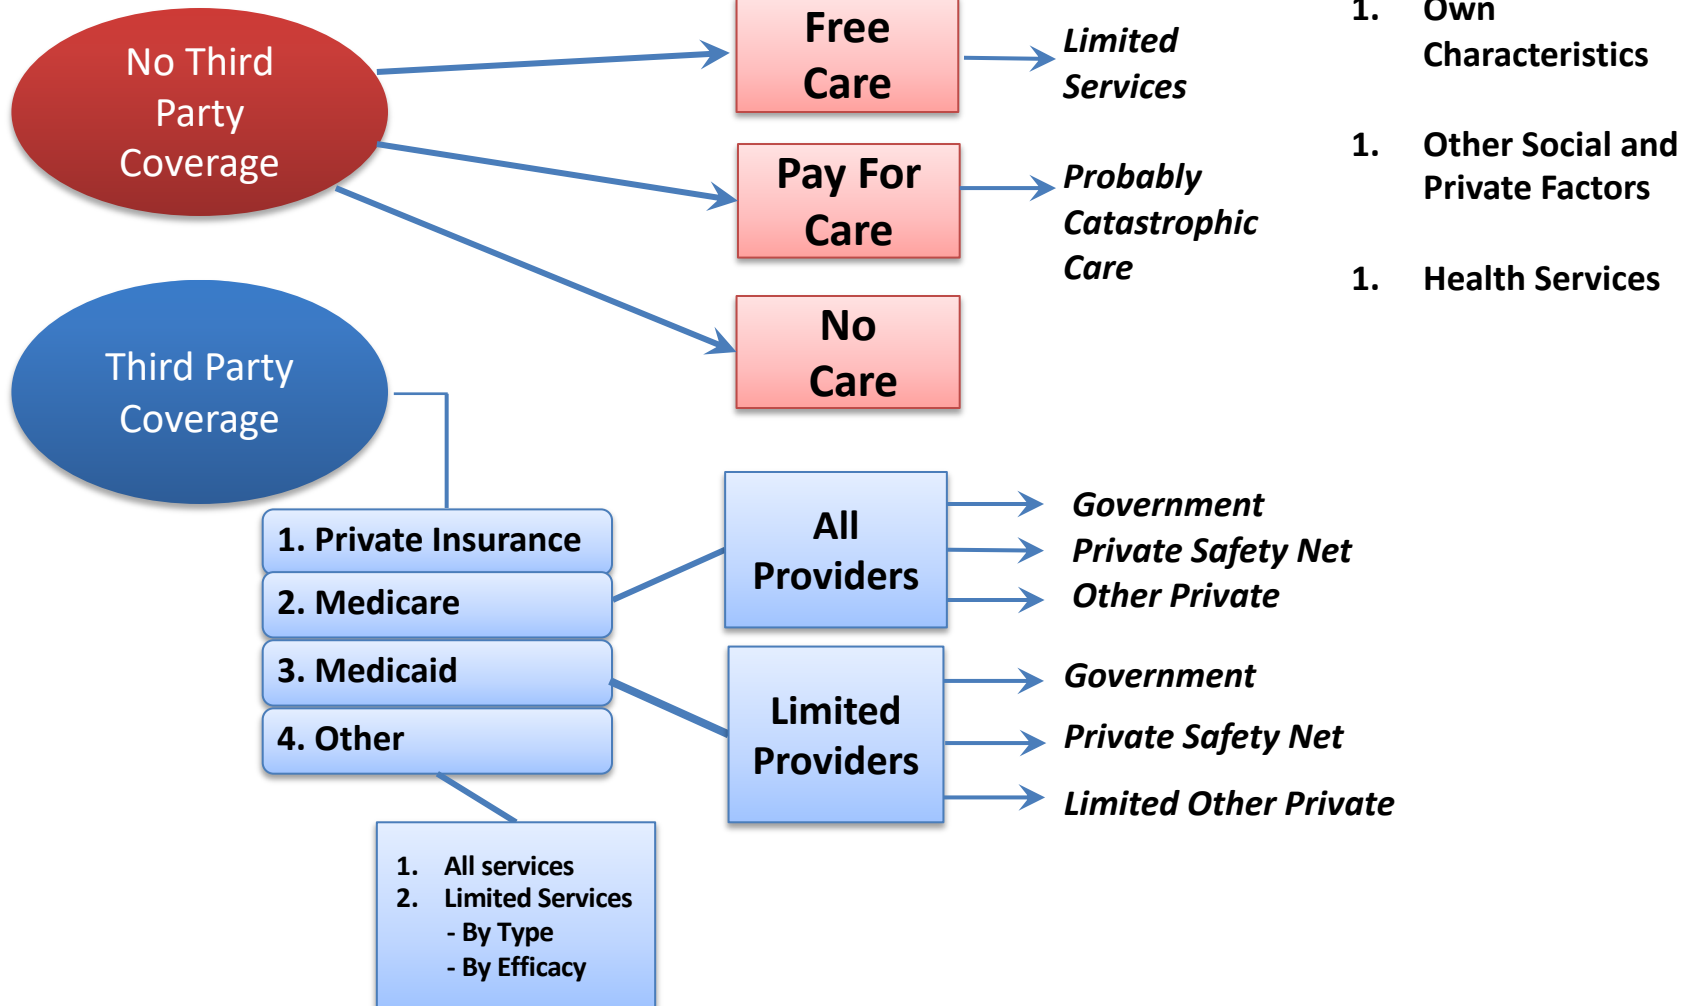 No Third
Party
Coverage
Free
Care
Limited
Services
Pay For
Care
Probably
Catastrophic
Care
No
Care
1. Own
Characteristics
1. Other Social and
Private Factors
1. Health Services
Third Party
Coverage
1. Private Insurance
2. Medicare
3. Medicaid
4. Other
All
Providers
Government
Private Safety Net
Other Private
Limited
Providers
Government
Private Safety Net
Limited Other Private
1. All services
2. Limited Services
- By Type
- By Efficacy